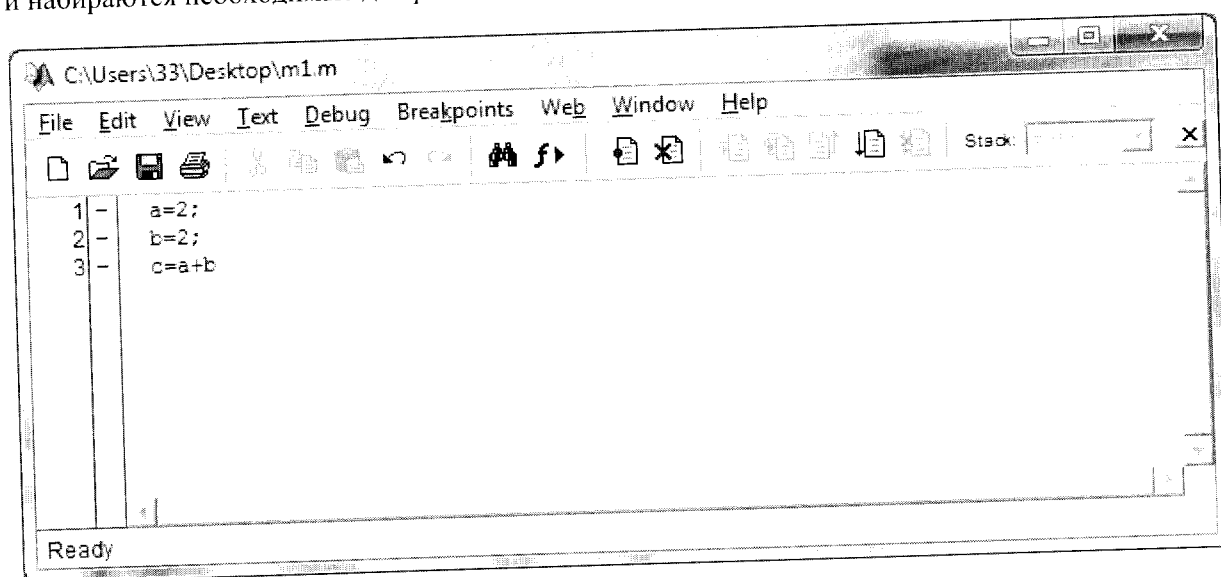 и набираются
C:\Users\33\Desktop\m1.m
File Edit View Text Debug Breakpoints Web Window Help
Stack:
1 – a=2;
2 – b=2;
3 – c=a+b
Ready